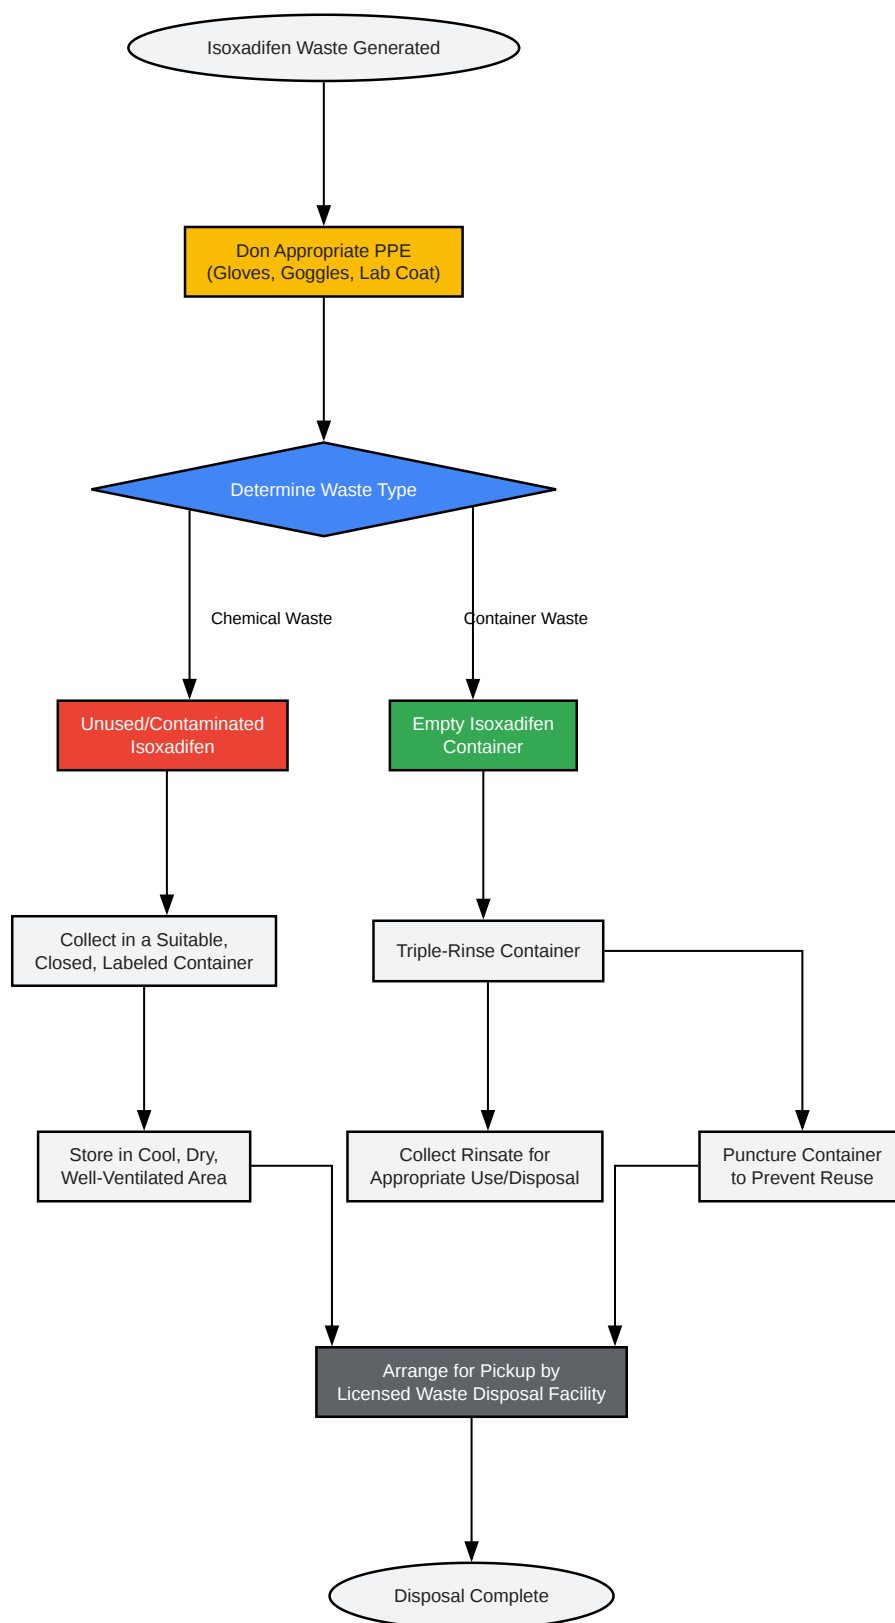 Isoxadifen Waste Generated
Don Appropriate PPE
(Gloves, Goggles, Lab Coat)
Determine Waste Type
Chemical Waste
Container Waste
Unused/Contaminated
Isoxadifen
Empty Isoxadifen
Container
Collect in a Suitable,
Closed, Labeled Container
Triple-Rinse Container
Store in Cool, Dry,
Well-Ventilated Area
Collect Rinsate for
Appropriate Use/Disposal
Puncture Container
to Prevent Reuse
Arrange for Pickup by
Licensed Waste Disposal Facility
Disposal Complete